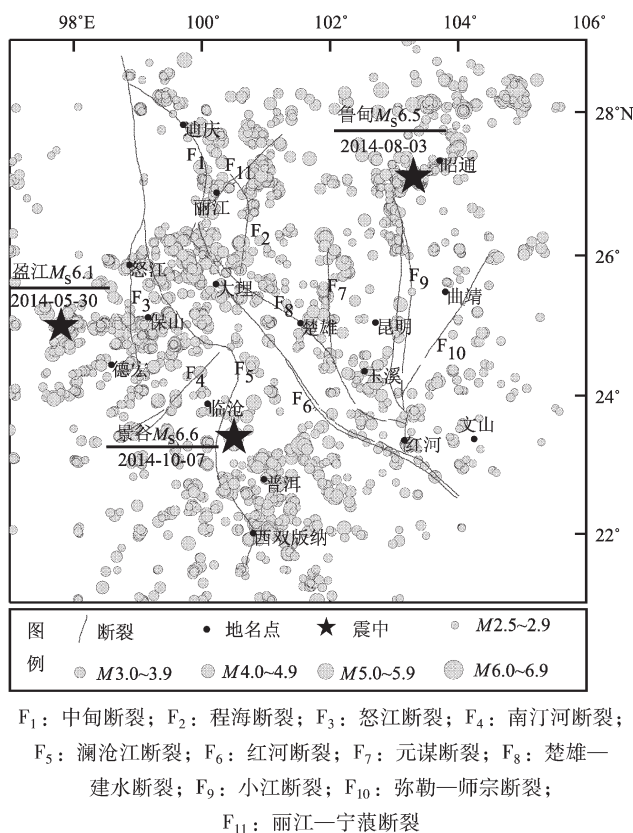 98°E 100° 102° 104° 106°
28°N
鲁甸MS6.5
2014-08-03
迪庆
昭通
F1
F11
丽江
F2
26°
盈江MS6.1
2014-05-30
怒江
大理
F9
曲靖
F3
保山
F8
楚雄
F7
昆明
F10
德宏
F4
F5
玉溪
24°
临沧
F6
红河
文山
景谷MS6.6
2014-10-07
普洱
西双版纳
22°
图例
断裂 地名点 震中 M2.5~2.9
M3.0~3.9 M4.0~4.9 M5.0~5.9 M6.0~6.9
F1：中甸断裂；F2：程海断裂；F3：怒江断裂；F4：南汀河断裂；
F5：澜沧江断裂；F6：红河断裂；F7：元谋断裂；F8：楚雄—
建水断裂；F9：小江断裂；F10：弥勒—师宗断裂；
F11：丽江—宁蒗断裂